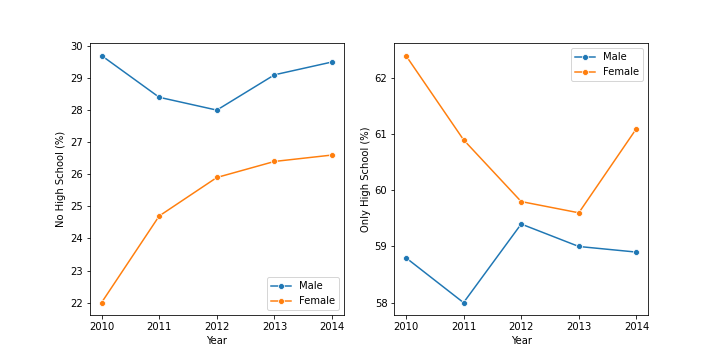 No High School (%)
30
29
28
27
26
25
24
23
22
2010 2011 2012 2013 2014
Year
Male
Female
Only High School (%)
62
61
60
59
58
2010 2011 2012 2013 2014
Year
Male
Female